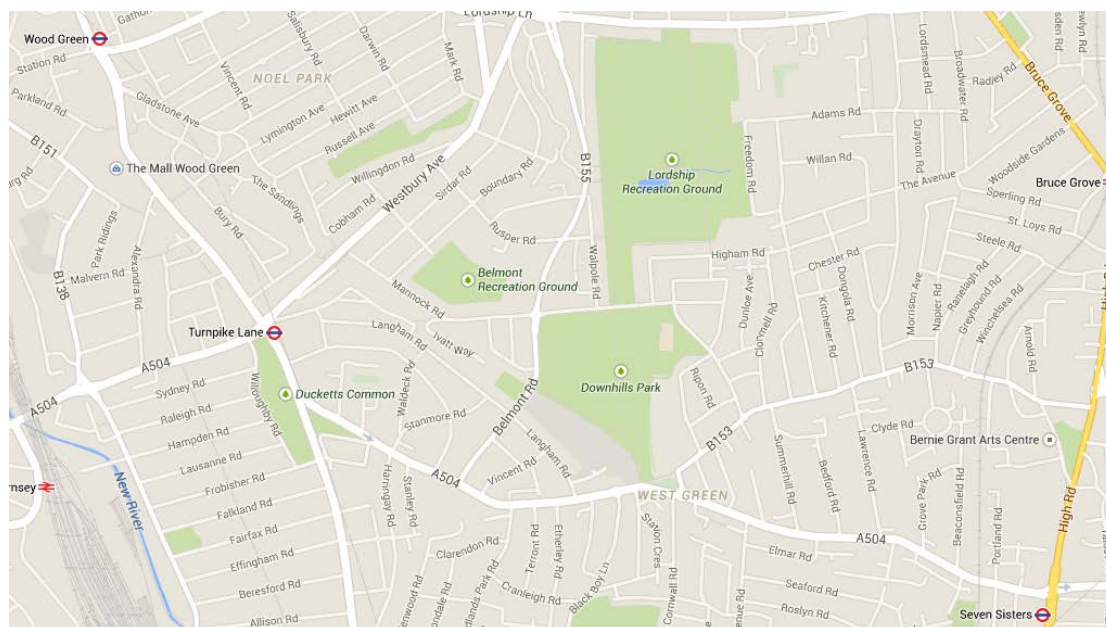 Lordship Ln
Wood Green
Station Rd
Parkland Rd
B151
Gladstone Ave
Vincent Rd
Salisbury Rd
Darwin Rd
Mark Rd
NOEL PARK
Lymington Ave
Hewitt Ave
Russell Ave
Willingdon Rd
The Mall Wood Green
The Sandlings
Bury Rd
Cobham Rd
Westbury Ave
Sirdar Rd
Boundary Rd
Rusper Rd
B155
Walpole Rd
Lordship
Recreation Ground
Freedom Rd
Adams Rd
Willan Rd
Lordsmead Rd
Broadwater Rd
Radley Rd
Bruce Grove
Drayton Rd
The Avenue
Woodside Gardens
Bruce Grove
Sperling Rd
St. Loys Rd
Steele Rd
Park Ridings
Malvern Rd
Alexandra Rd
B138
Belmont
Recreation Ground
Mannock Rd
Higham Rd
Chester Rd
Dunloe Ave
Clonmell Rd
Kitchener Rd
Dongola Rd
Morrison Ave
Napier Rd
Ranelagh Rd
Greyhound Rd
Winchelsea Rd
Arnold Rd
High Rd
Turnpike Lane
Langham Rd
Ivatt Way
A504
Sydney Rd
Willoughby Rd
Ducketts Common
Waldeck Rd
Stanmore Rd
Belmont Rd
Downhills Park
Ripon Rd
B153
B153
A504
Raleigh Rd
Hampden Rd
Lausanne Rd
Frobisher Rd
Falkland Rd
Fairfax Rd
Effingham Rd
Beresford Rd
Allison Rd
New River
Harringay Rd
Stanley Rd
A504
Vincent Rd
Langham Rd
WEST GREEN
Summerhill Rd
Bedford Rd
Lawrence Rd
Clyde Rd
Bernie Grant Arts Centre
Grove Park Rd
Beaconsfield Rd
Portland Rd
High Rd
A504
Clarendon Rd
Terront Rd
Etherley Rd
Cranleigh Rd
Black Boy Ln
Station Cres
Cornwall Rd
Elmar Rd
Seaford Rd
Roslyn Rd
Seven Sisters